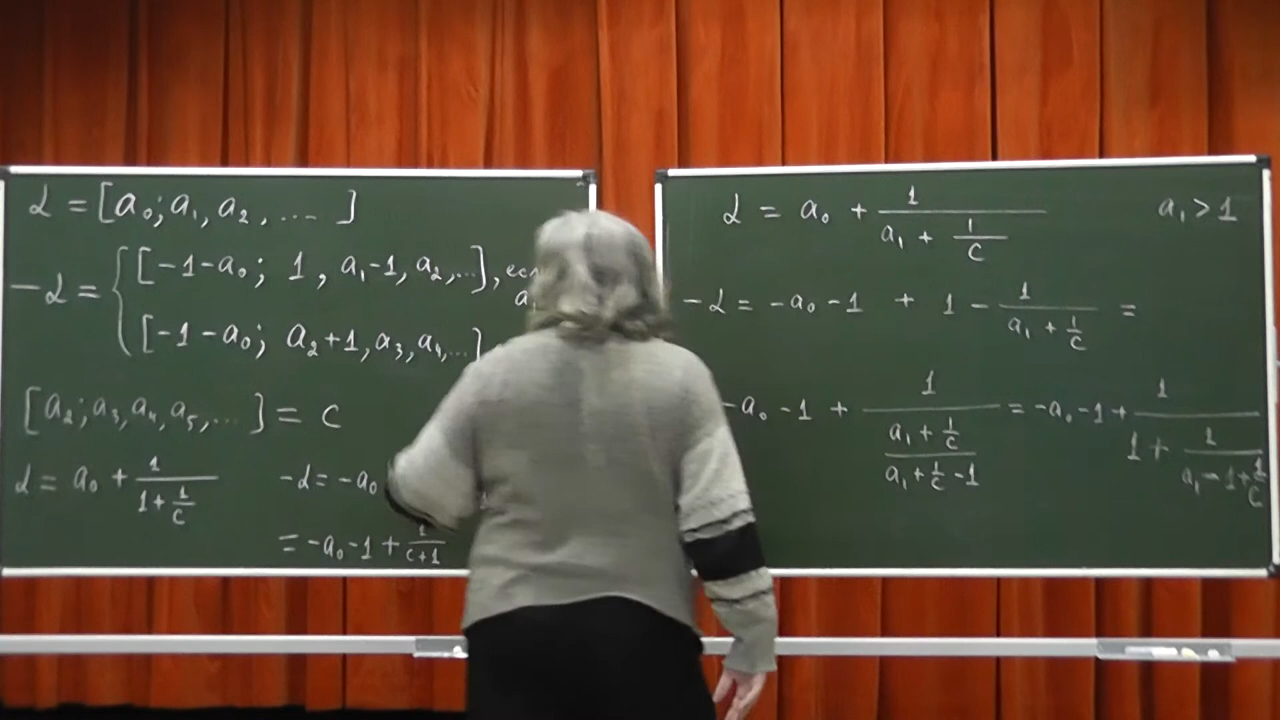 α = [a₀; a₁, a₂, .... ]
-α = { [-1-a₀; 1, a₁-1, a₂,...], если a
[-1-a₀; a₂+1, a₃, a₄,...]
[a₂; a₃, a₄, a₅, ... ] = c
α = a₀ + 1/(1 + 1/c)   -α = -a₀
= -a₀ - 1 + 1/(c+1)
α = a₀ + 1/(a₁ + 1/c)   a₁ > 1
-α = -a₀ - 1 + 1 - 1/(a₁ + 1/c) =
-a₀ - 1 + 1/((a₁ + 1/c)/(a₁ + 1/c - 1)) = -a₀ - 1 + 1/(1 + 1/(a₁ - 1 + 1/c))